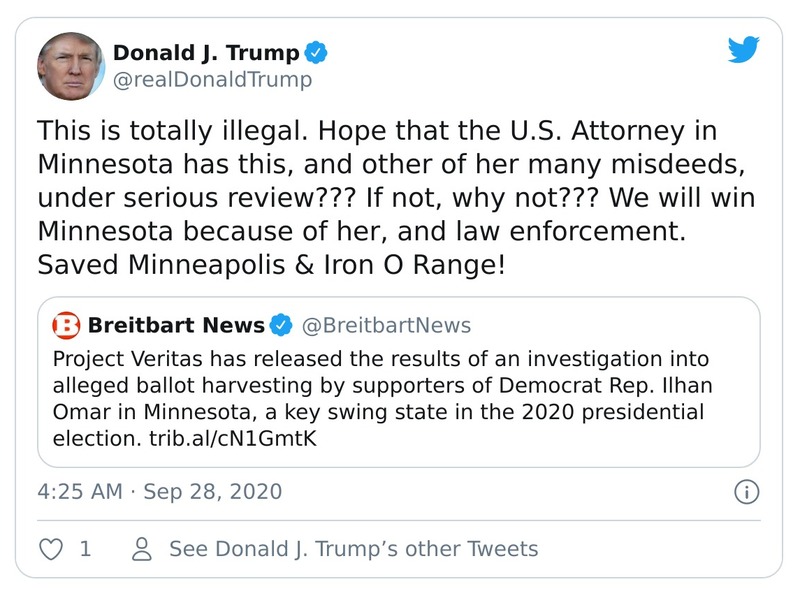 Donald J. Trump
@realDonaldTrump
This is totally illegal. Hope that the U.S. Attorney in
Minnesota has this, and other of her many misdeeds,
under serious review??? If not, why not??? We will win
Minnesota because of her, and law enforcement.
Saved Minneapolis & Iron O Range!
B Breitbart News @BreitbartNews
Project Veritas has released the results of an investigation into
alleged ballot harvesting by supporters of Democrat Rep. Ilhan
Omar in Minnesota, a key swing state in the 2020 presidential
election. trib.al/cN1GmtK
4:25 AM · Sep 28, 2020
1 See Donald J. Trump’s other Tweets